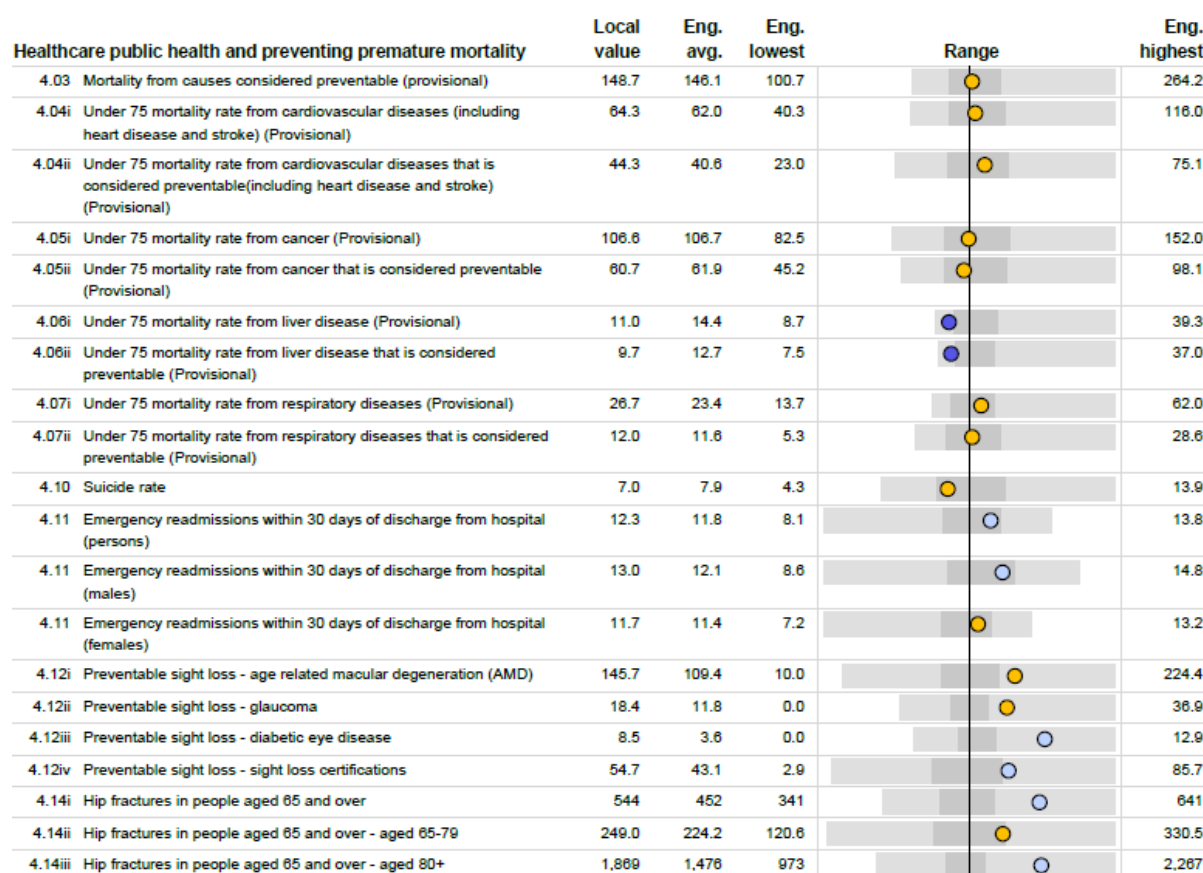 Healthcare public health and preventing premature mortality Local value Eng. avg. Eng. lowest Range Eng. highest
4.03 Mortality from causes considered preventable (provisional) 148.7 146.1 100.7 264.2
4.04i Under 75 mortality rate from cardiovascular diseases (including 64.3 62.0 40.3 116.0
heart disease and stroke) (Provisional)
4.04ii Under 75 mortality rate from cardiovascular diseases that is 44.3 40.6 23.0 75.1
considered preventable(including heart disease and stroke)
(Provisional)
4.05i Under 75 mortality rate from cancer (Provisional) 106.6 106.7 82.5 152.0
4.05ii Under 75 mortality rate from cancer that is considered preventable 60.7 61.9 45.2 98.1
(Provisional)
4.06i Under 75 mortality rate from liver disease (Provisional) 11.0 14.4 8.7 39.3
4.06ii Under 75 mortality rate from liver disease that is considered 9.7 12.7 7.5 37.0
preventable (Provisional)
4.07i Under 75 mortality rate from respiratory diseases (Provisional) 26.7 23.4 13.7 62.0
4.07ii Under 75 mortality rate from respiratory diseases that is considered 12.0 11.6 5.3 28.6
preventable (Provisional)
4.10 Suicide rate 7.0 7.9 4.3 13.9
4.11 Emergency readmissions within 30 days of discharge from hospital 12.3 11.8 8.1 13.8
(persons)
4.11 Emergency readmissions within 30 days of discharge from hospital 13.0 12.1 8.6 14.8
(males)
4.11 Emergency readmissions within 30 days of discharge from hospital 11.7 11.4 7.2 13.2
(females)
4.12i Preventable sight loss - age related macular degeneration (AMD) 145.7 109.4 10.0 224.4
4.12ii Preventable sight loss - glaucoma 18.4 11.8 0.0 36.9
4.12iii Preventable sight loss - diabetic eye disease 8.5 3.6 0.0 12.9
4.12iv Preventable sight loss - sight loss certifications 54.7 43.1 2.9 85.7
4.14i Hip fractures in people aged 65 and over 544 452 341 641
4.14ii Hip fractures in people aged 65 and over - aged 65-79 249.0 224.2 120.6 330.5
4.14iii Hip fractures in people aged 65 and over - aged 80+ 1,869 1,476 973 2,267